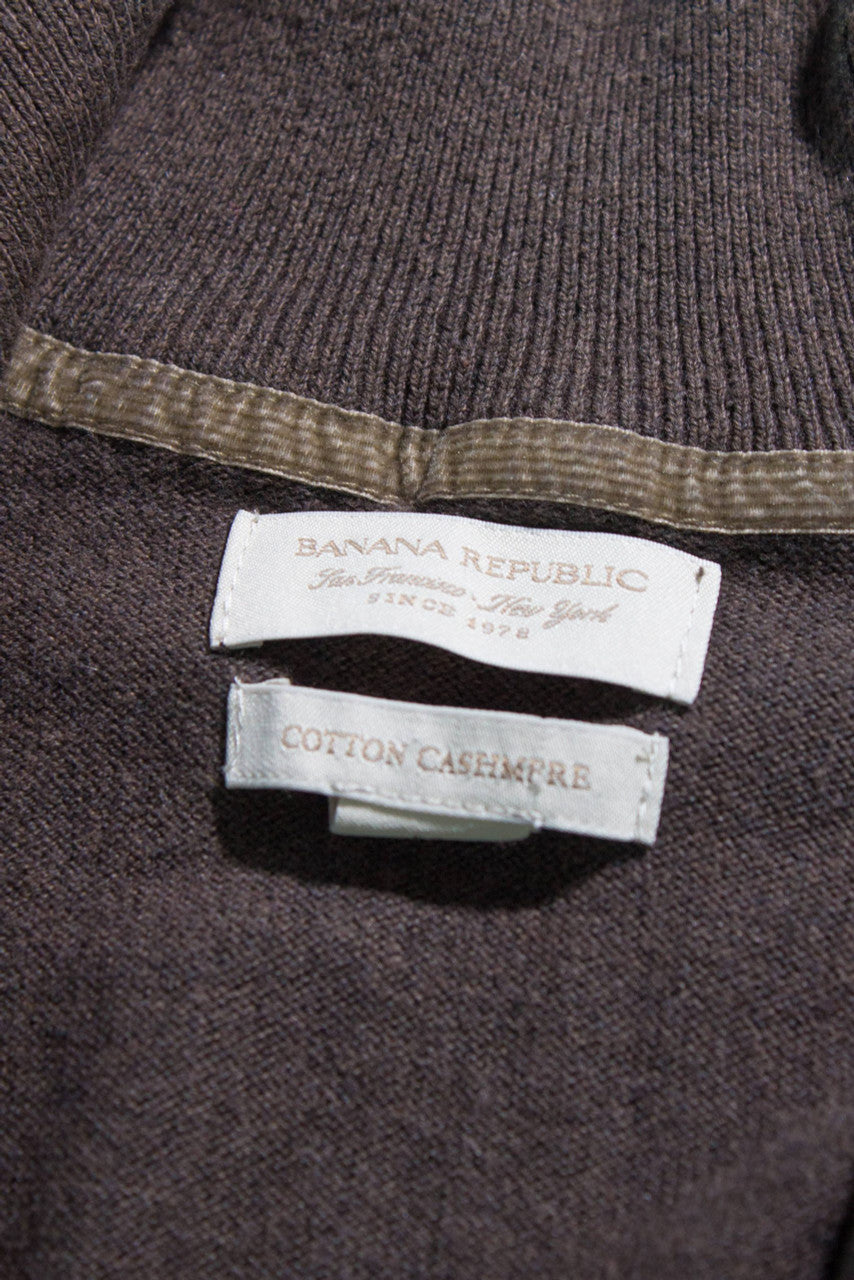 BANANA REPUBLIC
San Francisco - New York
SINCE 1978
COTTON CASHMERE